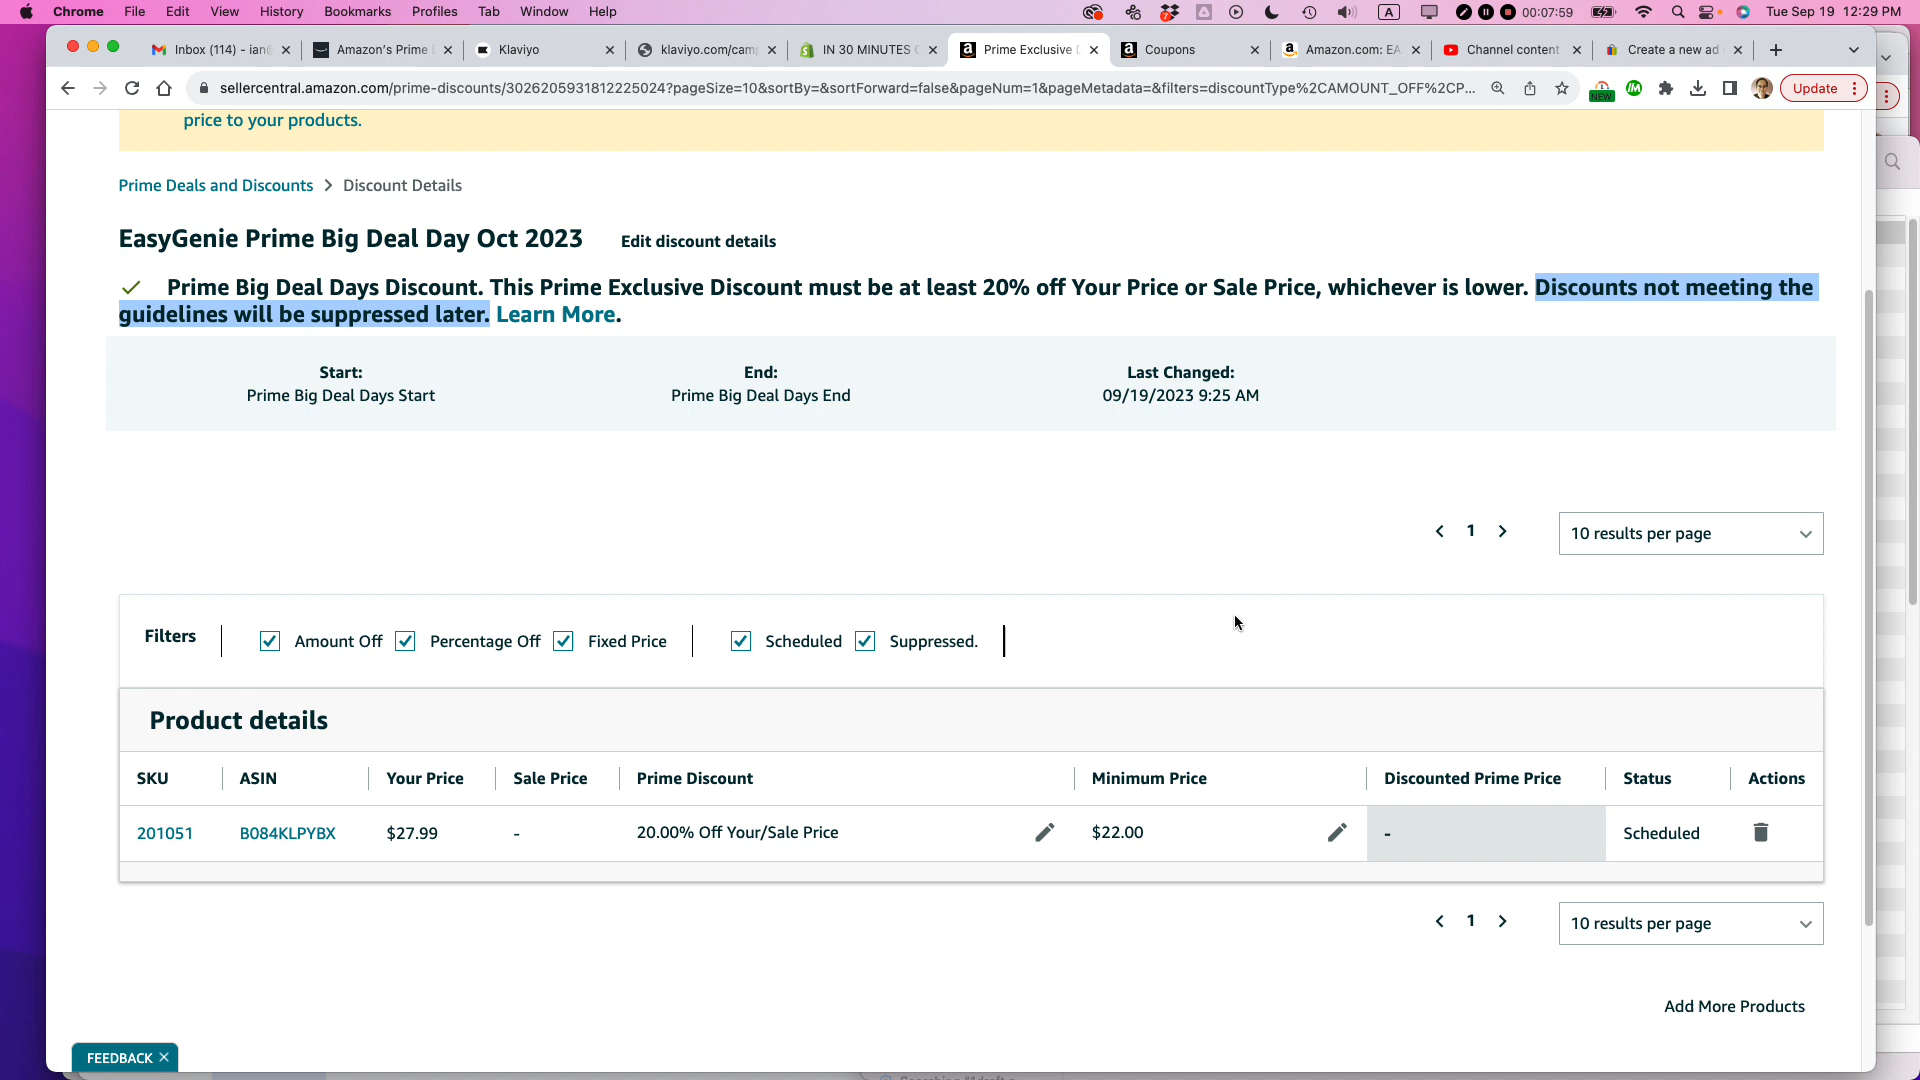 Chrome File Edit View History Bookmarks Profiles Tab Window Help A 00:07:59 Tue Sep 19 12:29 PM
Inbox (114) - ian@ Amazon's Prime Klaviyo klaviyo.com/camp IN 30 MINUTES Prime Exclusive D Coupons Amazon.com: EA Channel content Create a new ad
sellercentral.amazon.com/prime-discounts/3026205931812225024?pageSize=10&sortBy=&sortForward=false&pageNum=1&pageMetadata=&filters=discountType%2CAMOUNT_OFF%2CP... NEW Update
price to your products.
Prime Deals and Discounts > Discount Details
EasyGenie Prime Big Deal Day Oct 2023 Edit discount details
Prime Big Deal Days Discount. This Prime Exclusive Discount must be at least 20% off Your Price or Sale Price, whichever is lower. Discounts not meeting the
guidelines will be suppressed later. Learn More.
Start: End: Last Changed:
Prime Big Deal Days Start Prime Big Deal Days End 09/19/2023 9:25 AM
1 10 results per page
Filters Amount Off Percentage Off Fixed Price Scheduled Suppressed.
Product details
SKU ASIN Your Price Sale Price Prime Discount Minimum Price Discounted Prime Price Status Actions
201051 B084KLPYBX $27.99 - 20.00% Off Your/Sale Price $22.00 - Scheduled
1 10 results per page
Add More Products
FEEDBACK